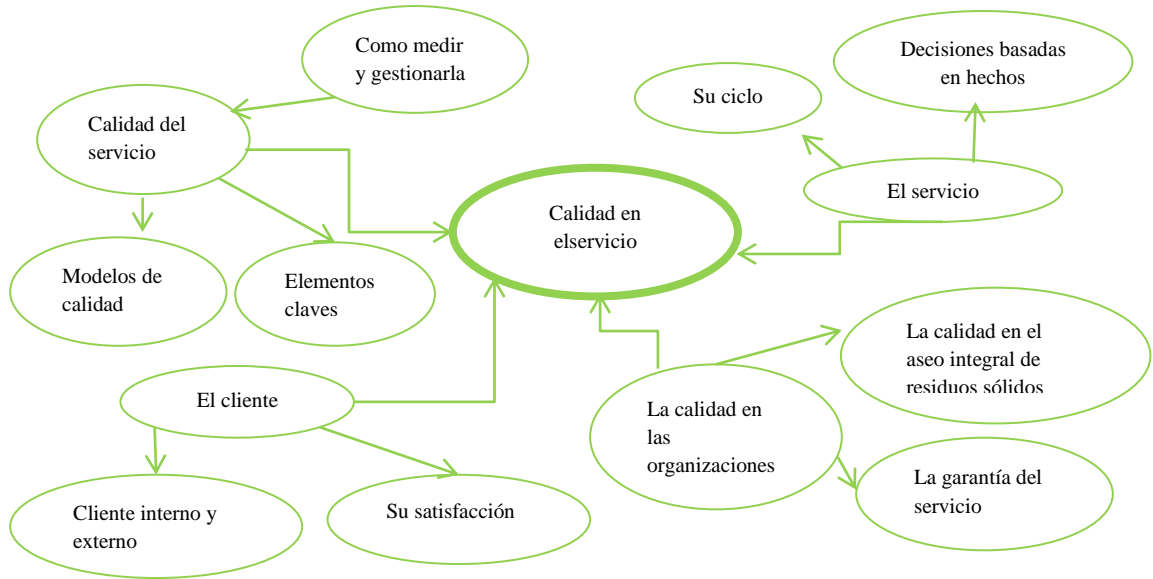 Como medir
y gestionarla
Decisiones basadas
en hechos
Su ciclo
Calidad del
servicio
El servicio
Calidad en
elservicio
Modelos de
calidad
Elementos
claves
La calidad en el
aseo integral de
residuos sólidos
El cliente
La calidad en
las
organizaciones
La garantía del
servicio
Cliente interno y
externo
Su satisfacción